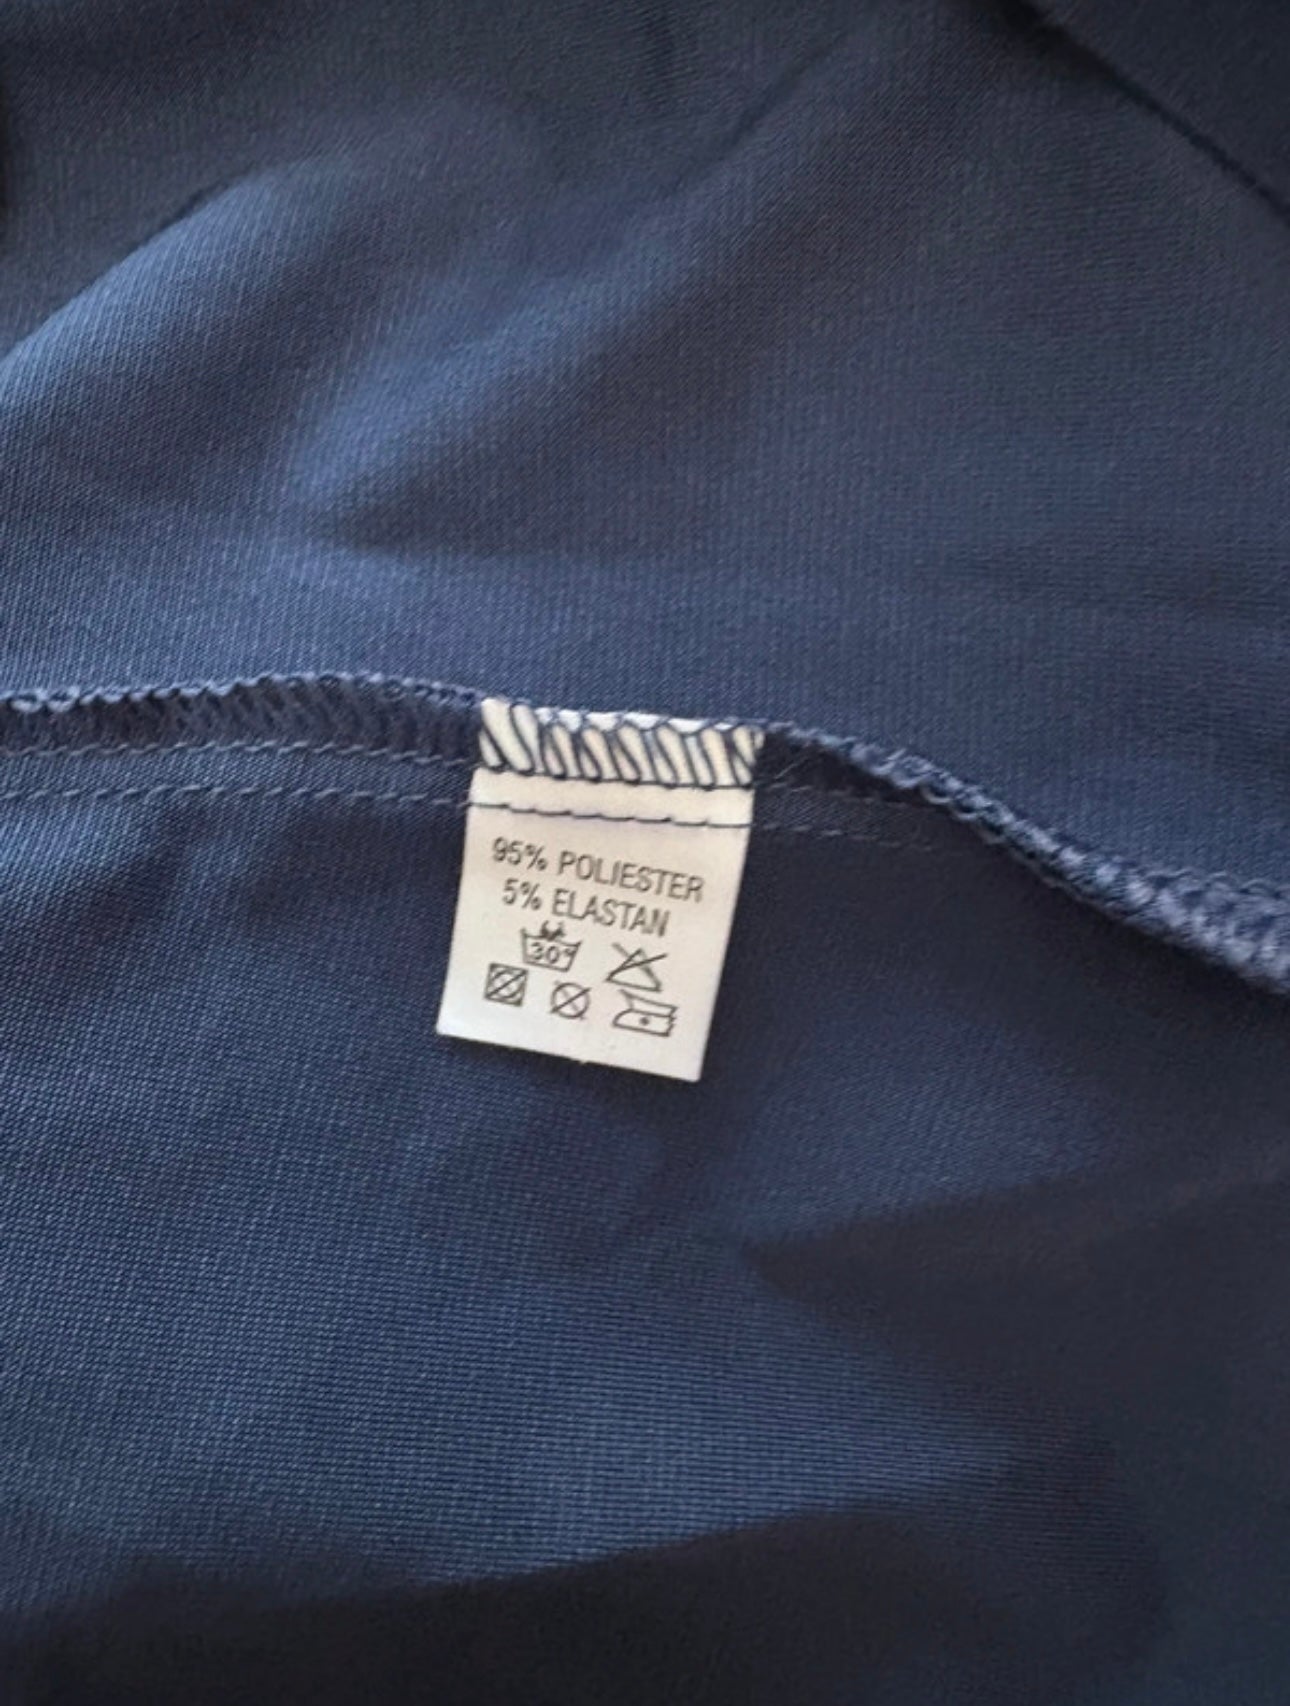 95% POLIESTER
5% ELASTAN
30°